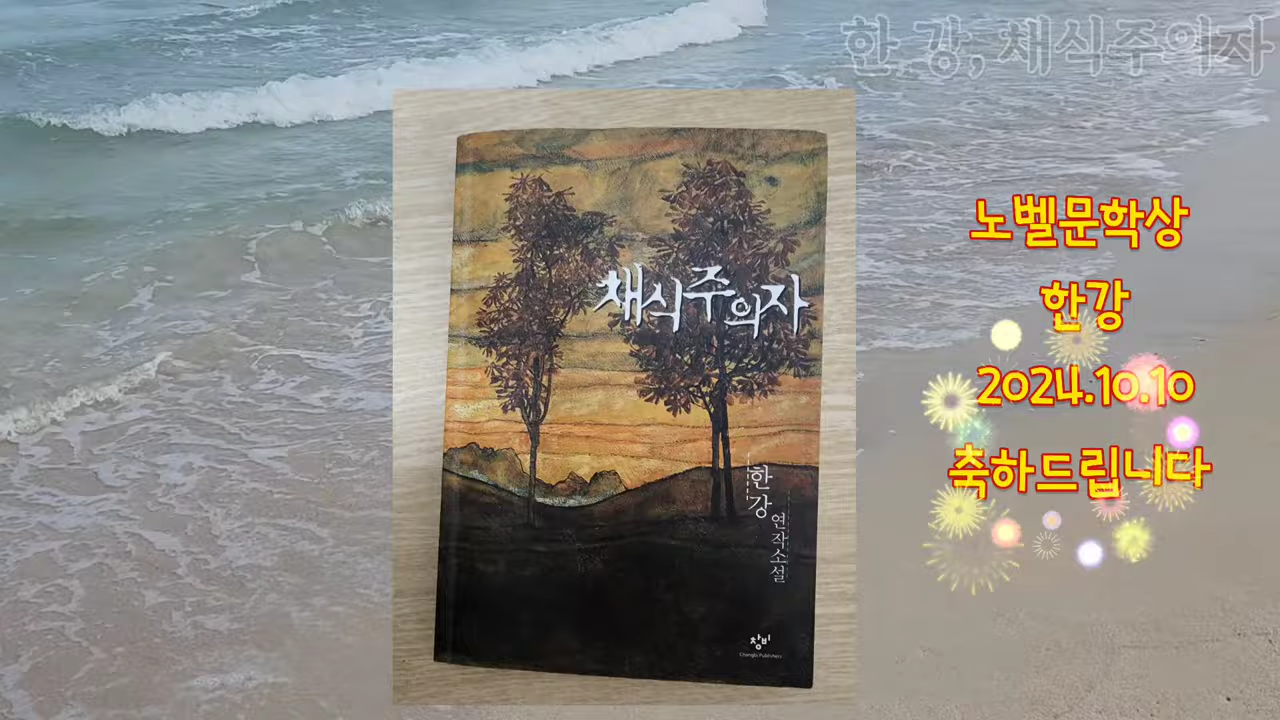 한 강, 채식주의자
채식주의자
한강
연작소설
창비
Changbi Publishers
노벨문학상
한강
2024.10.10
축하드립니다